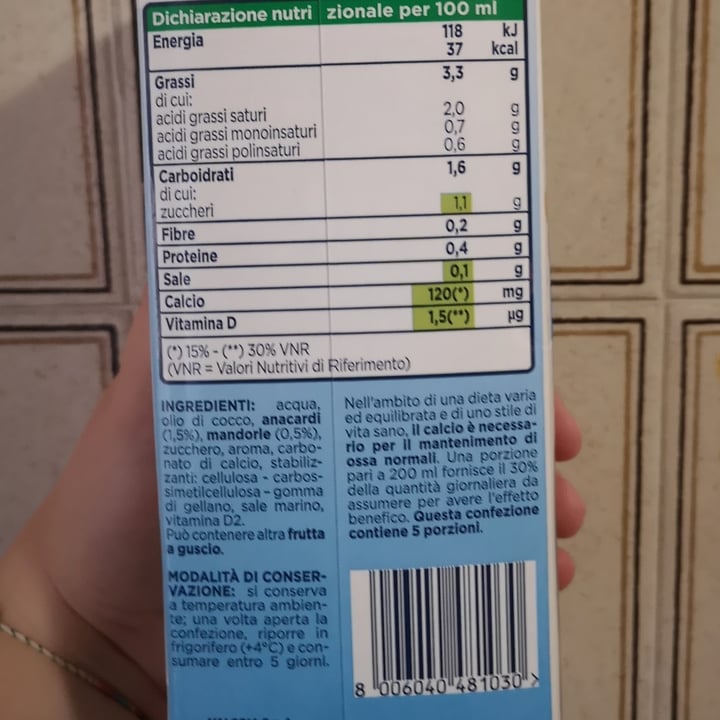 Dichiarazione nutri zionale per 100 ml
Energia 118 kJ
37 kcal
Grassi 3,3 g
di cui:
acidi grassi saturi 2,0 g
acidi grassi monoinsaturi 0,7 g
acidi grassi polinsaturi 0,6 g
Carboidrati 1,6 g
di cui:
zuccheri 1,1 g
Fibre 0,2 g
Proteine 0,4 g
Sale 0,1 g
Calcio 120(*) mg
Vitamina D 1,5(**) µg
(*) 15% - (**) 30% VNR
(VNR = Valori Nutritivi di Riferimento)
INGREDIENTI: acqua,
olio di cocco, anacardi
(1,5%), mandorle (0,5%),
zucchero, aroma, carbo-
nato di calcio, stabiliz-
zanti: cellulosa - carbos-
simetilcellulosa - gomma
di gellano, sale marino,
vitamina D2.
Può contenere altra frutta
a guscio.
MODALITÀ DI CONSER-
VAZIONE: si conserva
a temperatura ambien-
te; una volta aperta la
confezione, riporre in
frigorifero (+4°C) e con-
sumare entro 5 giorni.
Nell'ambito di una dieta varia
ed equilibrata e di uno stile di
vita sano, il calcio è necessa-
rio per il mantenimento di
ossa normali. Una porzione
pari a 200 ml fornisce il 30%
della quantità giornaliera da
assumere per avere l'effetto
benefico. Questa confezione
contiene 5 porzioni.
8 006040 481030 >